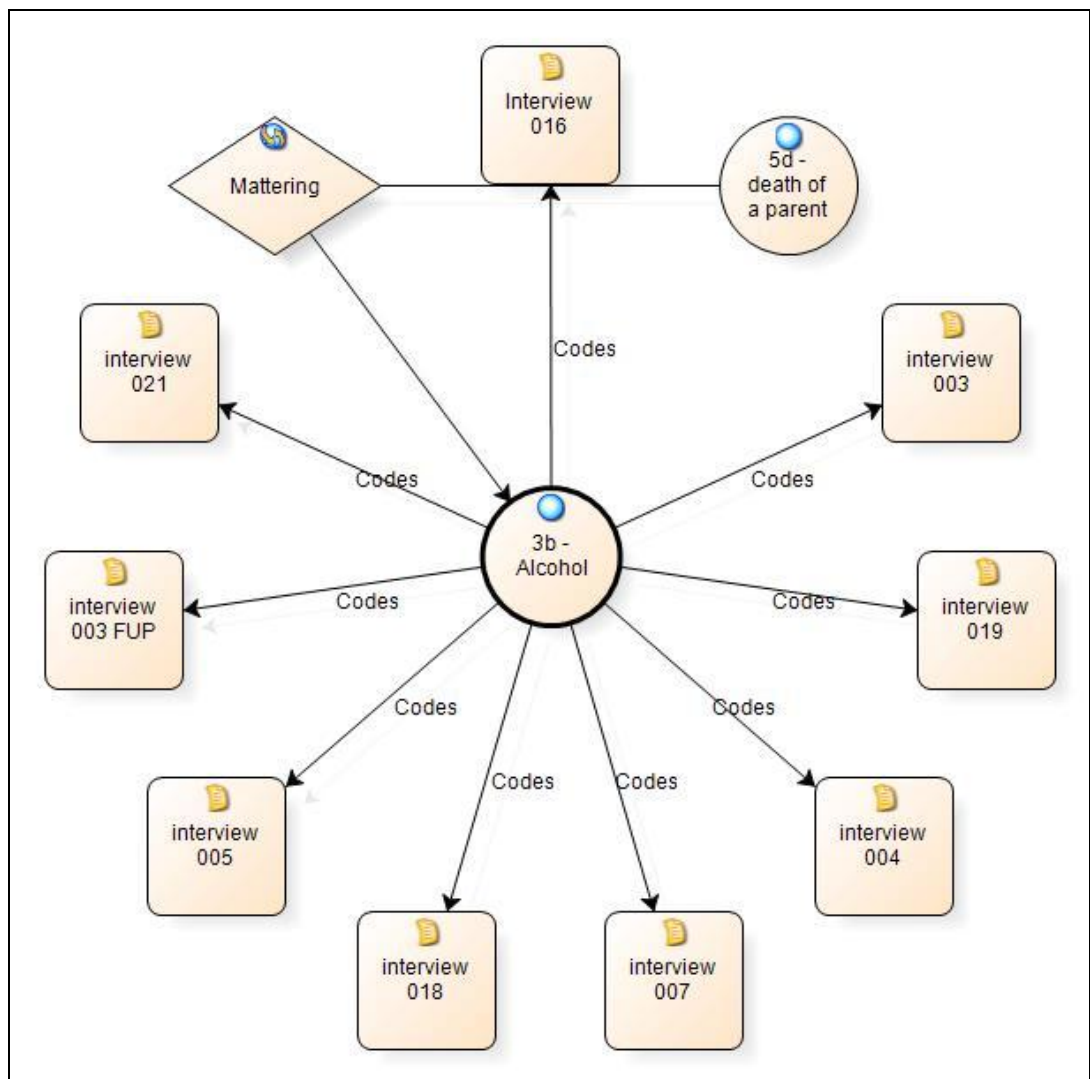 Interview
016
Mattering
5d -
death of
a parent
Codes
interview
021
interview
003
Codes
Codes
3b -
Alcohol
interview
003 FUP
Codes
Codes
interview
019
Codes
Codes
interview
005
Codes
Codes
interview
004
interview
018
interview
007